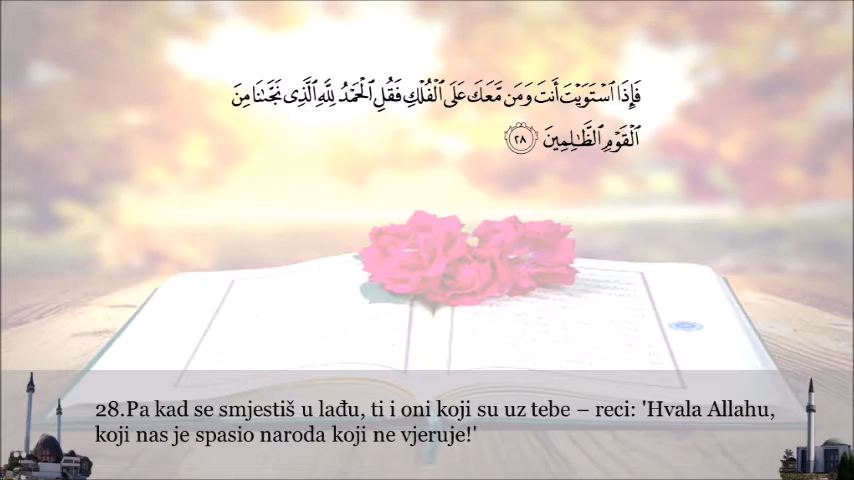 فَإِذَا ٱسْتَوَيْتَ أَنتَ وَمَن مَّعَكَ عَلَى ٱلْفُلْكِ فَقُلِ ٱلْحَمْدُ لِلَّهِ ٱلَّذِى نَجَّىٰنَا مِنَ
ٱلْقَوْمِ ٱلظَّـٰلِمِينَ ٢٨
28.Pa kad se smjestiš u lađu, ti i oni koji su uz tebe – reci: 'Hvala Allahu,
koji nas je spasio naroda koji ne vjeruje!'